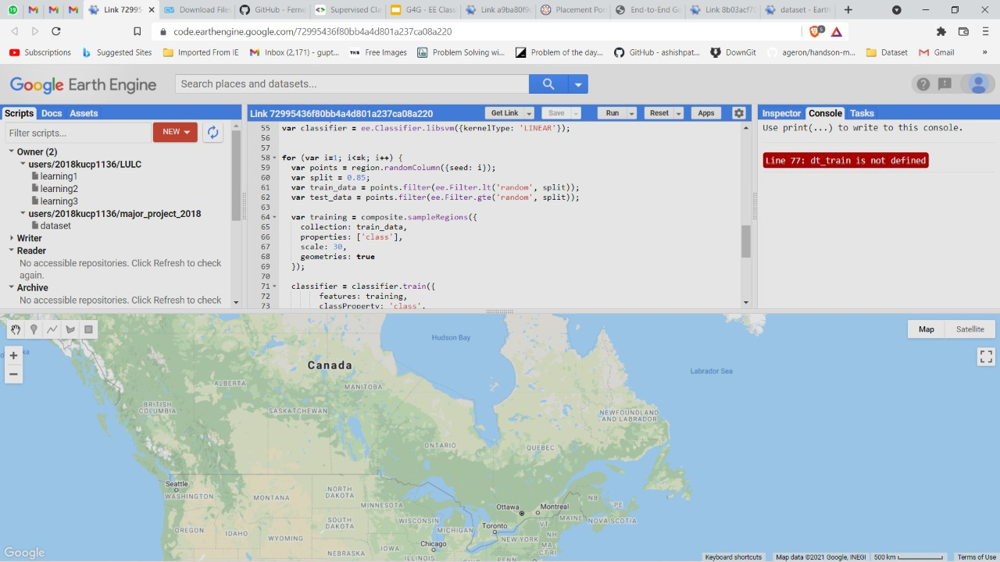 19
Link 72995
Download Files
GitHub - Ferne
Supervised Cla
G4G - EE Class
Link a9ba80f9c
Placement Por
End-to-End Go
Link 8b03acf70
dataset - Earth
code.earthengine.google.com/72995436f80bb4a4d801a237ca08a220
5
Subscriptions
Suggested Sites
Imported From IE
Inbox (2,171) - gupt...
Free Images
Problem Solving wi...
Problem of the day...
GitHub - ashishpat...
DownGit
ageron/handson-m...
Dataset
Gmail
»
Google Earth Engine
Search places and datasets...
Scripts Docs Assets
Filter scripts...
NEW
Owner (2)
users/2018kucp1136/LULC
learning1
learning2
learning3
users/2018kucp1136/major_project_2018
dataset
Writer
Reader
No accessible repositories. Click Refresh to check
again.
Archive
No accessible repositories. Click Refresh to check
Link 72995436f80bb4a4d801a237ca08a220
Get Link Save Run Reset Apps
55 var classifier = ee.Classifier.libsvm({kernelType: 'LINEAR'});
56
57
58 for (var i=1; i<=k; i++) {
59 var points = region.randomColumn({seed: i});
60 var split = 0.85;
61 var train_data = points.filter(ee.Filter.lt('random', split));
62 var test_data = points.filter(ee.Filter.gte('random', split));
63
64 var training = composite.sampleRegions({
65 collection: train_data,
66 properties: ['class'],
67 scale: 30,
68 geometries: true
69 });
70
71 classifier = classifier.train({
72 features: training,
73 classProperty: 'class',
Inspector Console Tasks
Use print(...) to write to this console.
Line 77: dt_train is not defined
Map Satellite
Hudson Bay
Labrador Sea
Canada
ALBERTA
MANITOBA
BRITISH
COLUMBIA
SASKATCHEWAN
NEWFOUNDLAND
AND LABRADOR
ONTARIO
QUEBEC
Seattle
WASHINGTON
MONTANA
NORTH
DAKOTA
MINNESOTA
Ottawa
Montreal
NB
PE
MAINE
NOVA SCOTIA
OREGON
IDAHO
WYOMING
SOUTH
DAKOTA
WISCONSIN
MICHIGAN
Toronto
VT
NH
NEW YORK
MA
CT RI
NEBRASKA
IOWA
Chicago
ILLINOIS
INDIANA
OHIO
PENN
NJ
Google
Keyboard shortcuts
Map data ©2021 Google, INEGI
500 km
Terms of Use